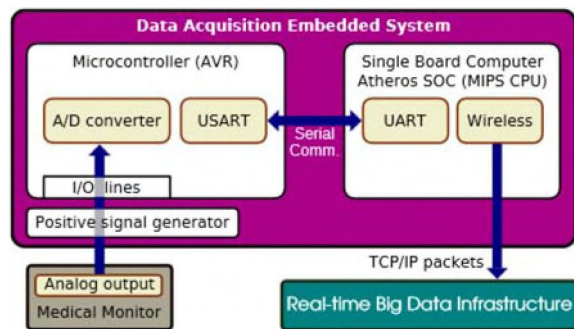 Data Acquisition Embedded System
Microcontroller (AVR)
A/D converter
USART
I/O lines
Positive signal generator
Serial
Comm.
Single Board Computer
Atheros SOC (MIPS CPU)
UART
Wireless
TCP/IP packets
Analog output
Medical Monitor
Real-time Big Data Infrastructure